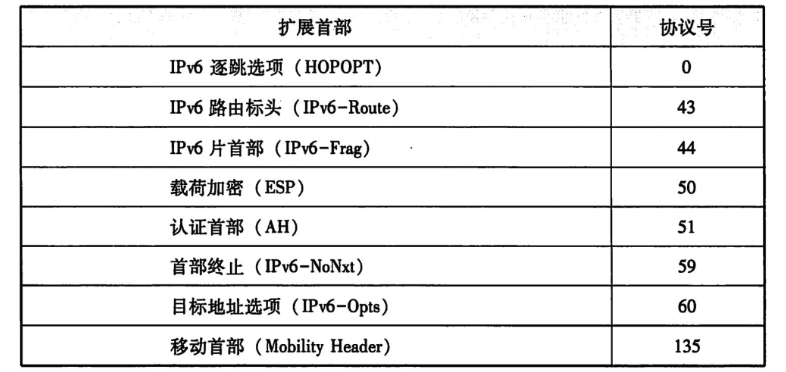 扩展首部 协议号
IPv6 逐跳选项（HOPOPT） 0
IPv6 路由标头（IPv6-Route） 43
IPv6 片首部（IPv6-Frag） 44
载荷加密（ESP） 50
认证首部（AH） 51
首部终止（IPv6-NoNxt） 59
目标地址选项（IPv6-Opts） 60
移动首部（Mobility Header） 135